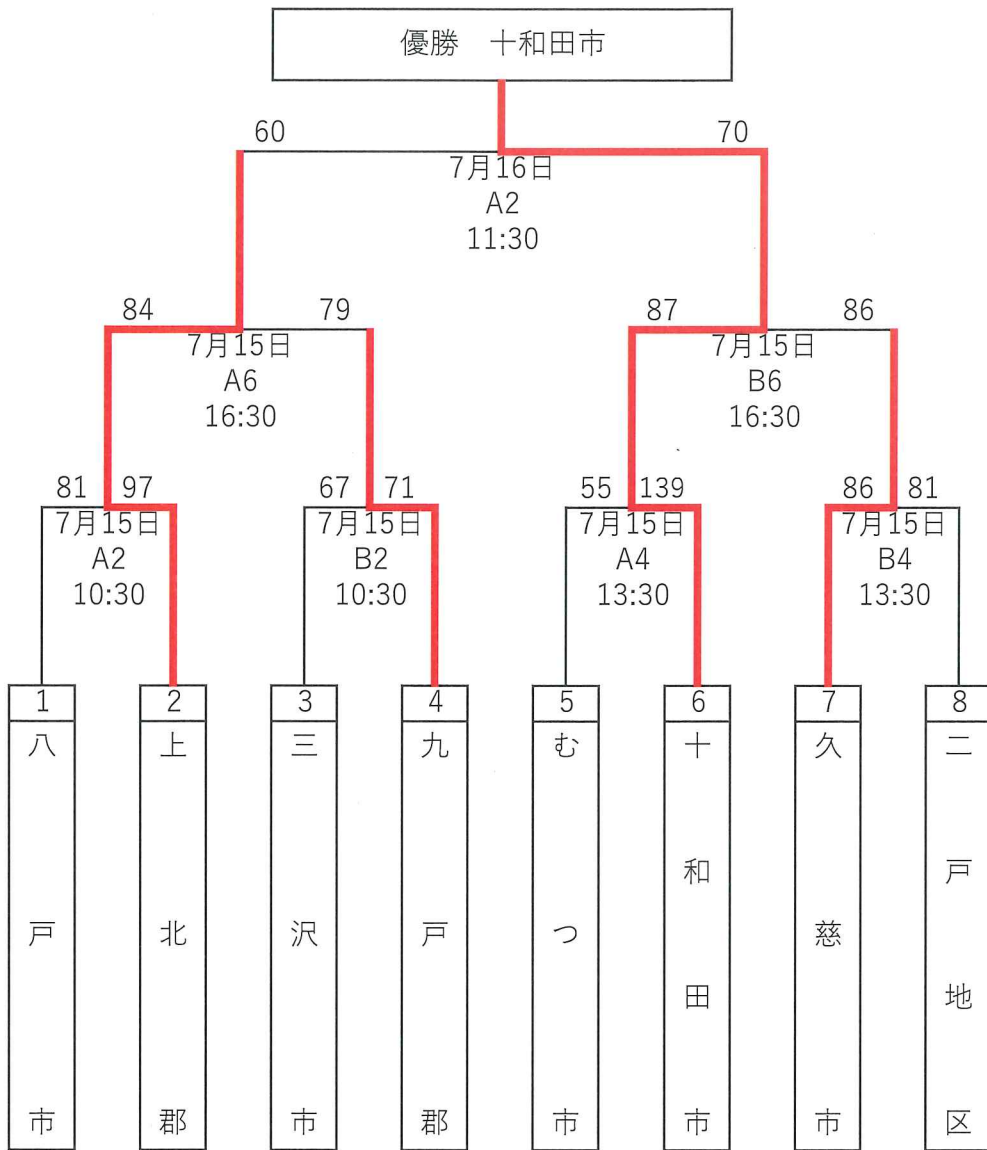 優勝　十和田市
60
70
7月16日
A2
11:30
84
79
87
86
7月15日
A6
16:30
7月15日
B6
16:30
81
97
67
71
55
139
86
81
7月15日
A2
10:30
7月15日
B2
10:30
7月15日
A4
13:30
7月15日
B4
13:30
1
2
3
4
5
6
7
8
八戸市
上北郡
三沢市
九戸郡
むつ市
十和田市
久慈市
二戸地区